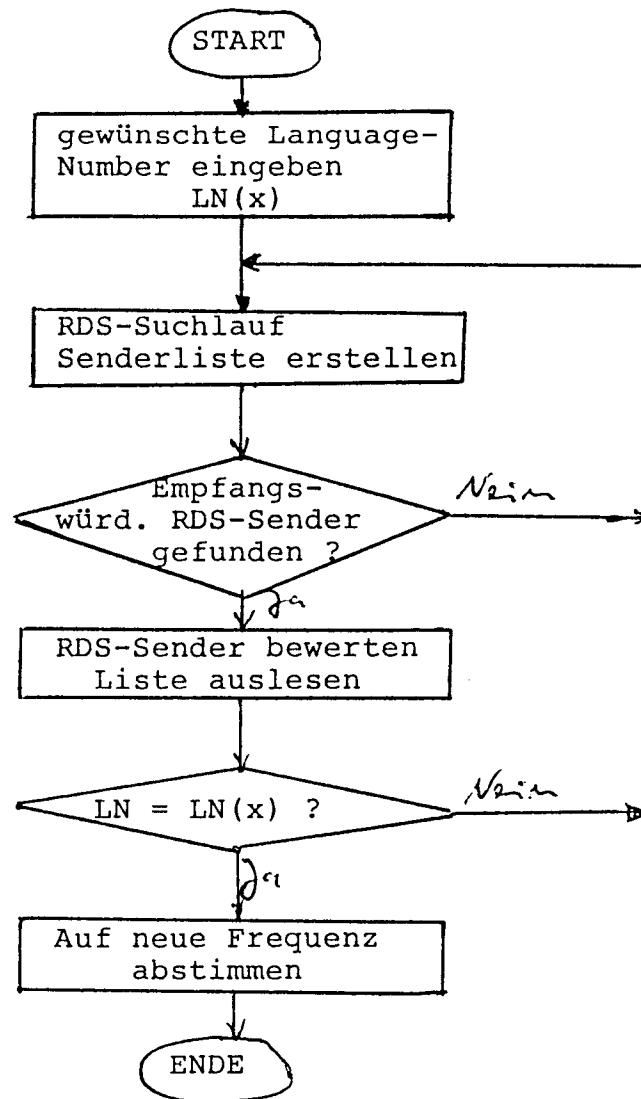 START
gewünschte Language-
Number eingeben
LN(x)
RDS-Suchlauf
Senderliste erstellen
Empfangs-
würd. RDS-Sender
gefunden ?
Nein
Ja
RDS-Sender bewerten
Liste auslesen
LN = LN(x) ?
Nein
Ja
Auf neue Frequenz
abstimmen
ENDE